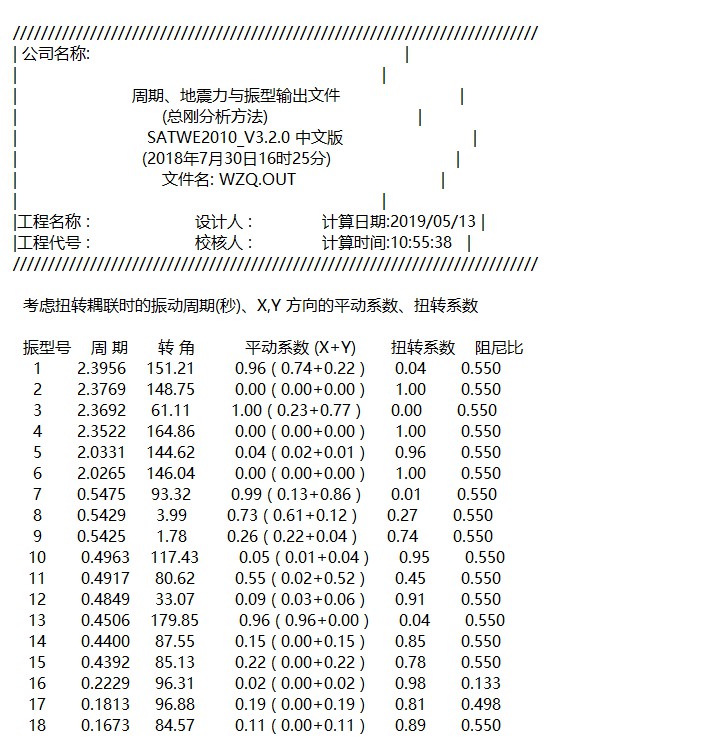 ///////////////////////////////////////////////////////////////////////////
| 公司名称: |
| |
| 周期、地震力与振型输出文件 |
| (总刚分析方法) |
| SATWE2010_V3.2.0 中文版 |
| (2018年7月30日16时25分) |
| 文件名: WZQ.OUT |
| |
|工程名称 : 设计人 : 计算日期:2019/05/13 |
|工程代号 : 校核人 : 计算时间:10:55:38 |
///////////////////////////////////////////////////////////////////////////
考虑扭转耦联时的振动周期(秒)、X,Y 方向的平动系数、扭转系数
振型号 周 期 转 角 平动系数 (X+Y) 扭转系数 阻尼比
1 2.3956 151.21 0.96 ( 0.74+0.22 ) 0.04 0.550
2 2.3769 148.75 0.00 ( 0.00+0.00 ) 1.00 0.550
3 2.3692 61.11 1.00 ( 0.23+0.77 ) 0.00 0.550
4 2.3522 164.86 0.00 ( 0.00+0.00 ) 1.00 0.550
5 2.0331 144.62 0.04 ( 0.02+0.01 ) 0.96 0.550
6 2.0265 146.04 0.00 ( 0.00+0.00 ) 1.00 0.550
7 0.5475 93.32 0.99 ( 0.13+0.86 ) 0.01 0.550
8 0.5429 3.99 0.73 ( 0.61+0.12 ) 0.27 0.550
9 0.5425 1.78 0.26 ( 0.22+0.04 ) 0.74 0.550
10 0.4963 117.43 0.05 ( 0.01+0.04 ) 0.95 0.550
11 0.4917 80.62 0.55 ( 0.02+0.52 ) 0.45 0.550
12 0.4849 33.07 0.09 ( 0.03+0.06 ) 0.91 0.550
13 0.4506 179.85 0.96 ( 0.96+0.00 ) 0.04 0.550
14 0.4400 87.55 0.15 ( 0.00+0.15 ) 0.85 0.550
15 0.4392 85.13 0.22 ( 0.00+0.22 ) 0.78 0.550
16 0.2229 96.31 0.02 ( 0.00+0.02 ) 0.98 0.133
17 0.1813 96.88 0.19 ( 0.00+0.19 ) 0.81 0.498
18 0.1673 84.57 0.11 ( 0.00+0.11 ) 0.89 0.550